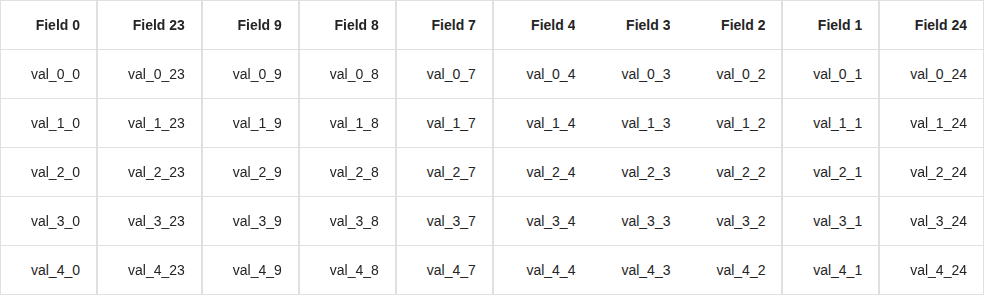 Field 0 Field 23 Field 9 Field 8 Field 7 Field 4 Field 3 Field 2 Field 1 Field 24
val_0_0 val_0_23 val_0_9 val_0_8 val_0_7 val_0_4 val_0_3 val_0_2 val_0_1 val_0_24
val_1_0 val_1_23 val_1_9 val_1_8 val_1_7 val_1_4 val_1_3 val_1_2 val_1_1 val_1_24
val_2_0 val_2_23 val_2_9 val_2_8 val_2_7 val_2_4 val_2_3 val_2_2 val_2_1 val_2_24
val_3_0 val_3_23 val_3_9 val_3_8 val_3_7 val_3_4 val_3_3 val_3_2 val_3_1 val_3_24
val_4_0 val_4_23 val_4_9 val_4_8 val_4_7 val_4_4 val_4_3 val_4_2 val_4_1 val_4_24